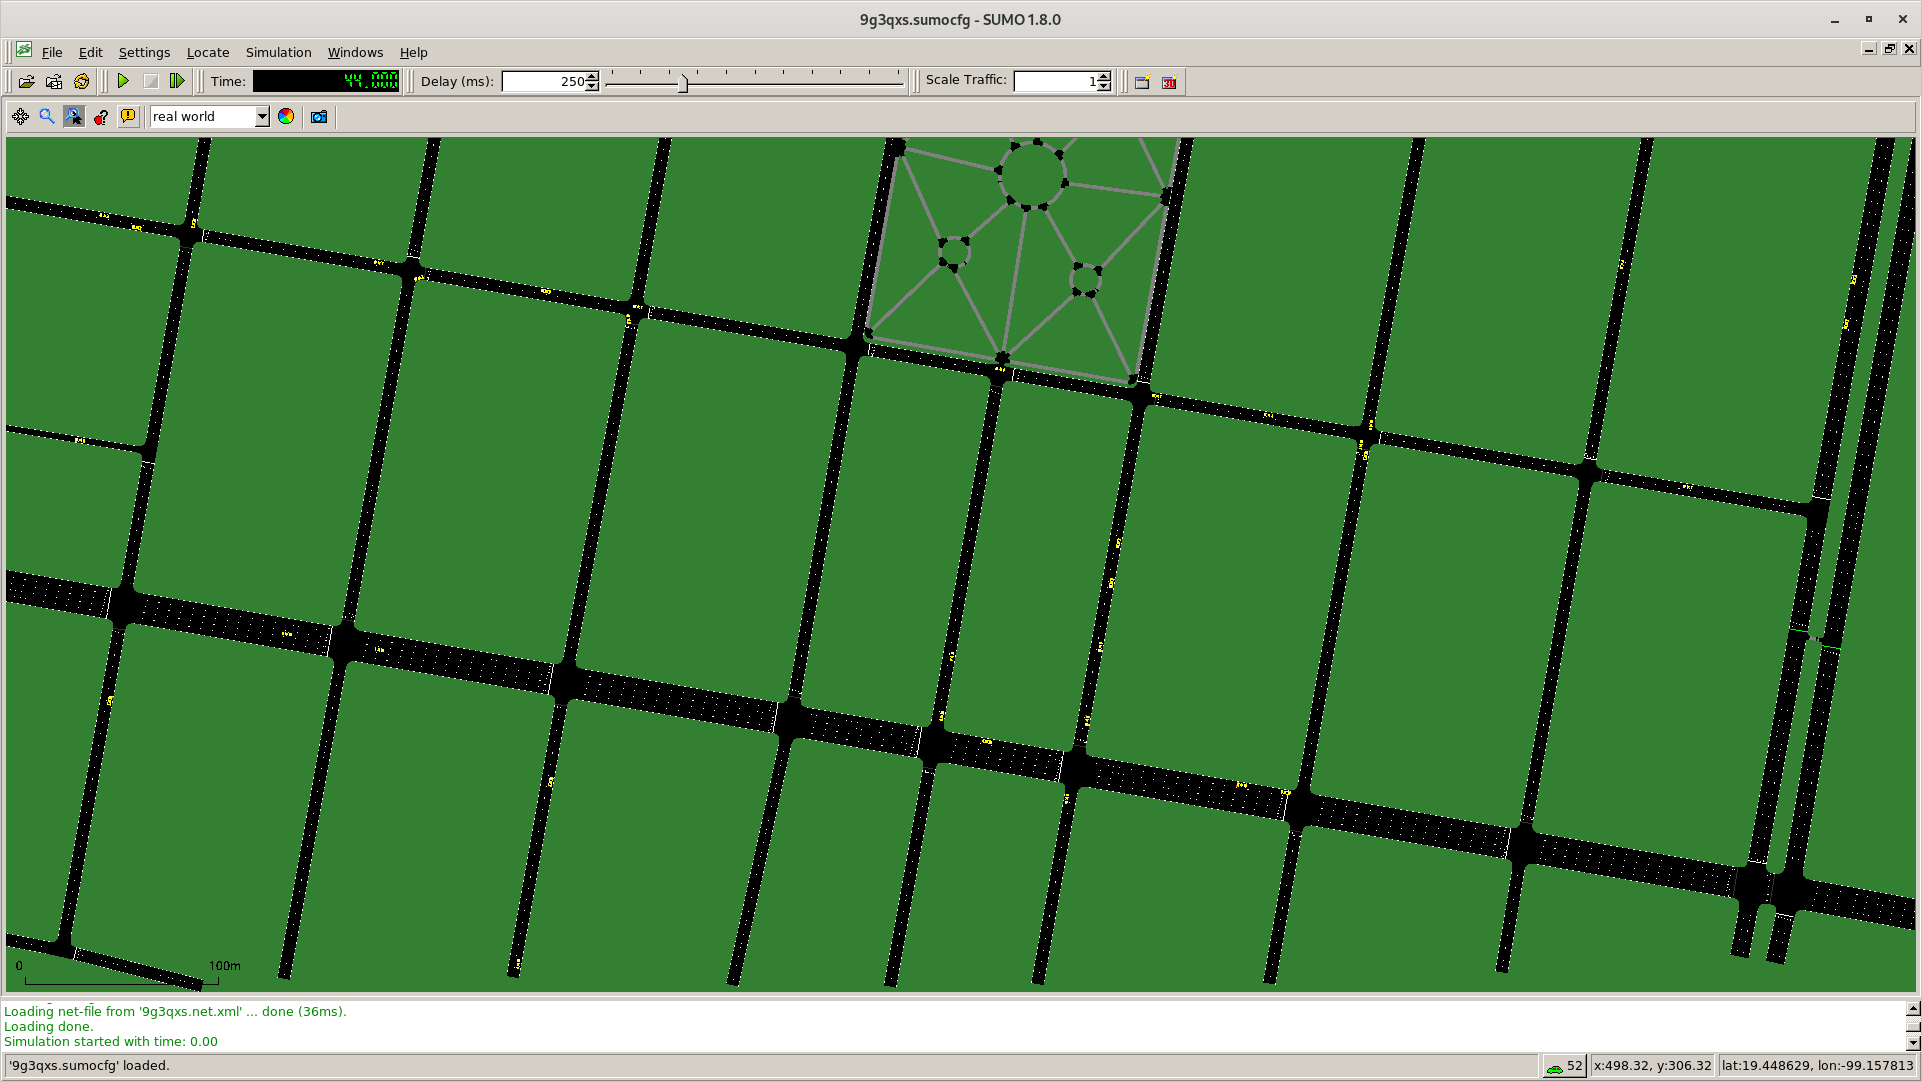 9g3qxs.sumocfg - SUMO 1.8.0
File Edit Settings Locate Simulation Windows Help
Time: 44.000 Delay (ms): 250 Scale Traffic: 1
real world
0 100m
Loading net-file from '9g3qxs.net.xml' ... done (36ms).
Loading done.
Simulation started with time: 0.00
'9g3qxs.sumocfg' loaded. 52 x:498.32, y:306.32 lat:19.448629, lon:-99.157813